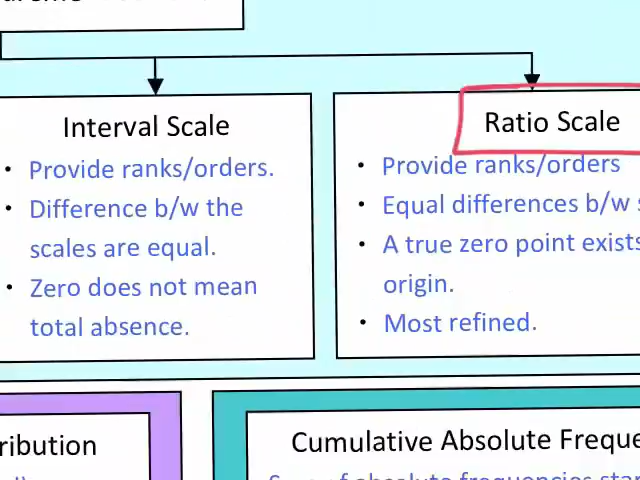 Interval Scale
• Provide ranks/orders.
• Difference b/w the
scales are equal.
• Zero does not mean
total absence.
Ratio Scale
• Provide ranks/orders
• Equal differences b/w
• A true zero point exists
origin.
• Most refined.
Cumulative Absolute